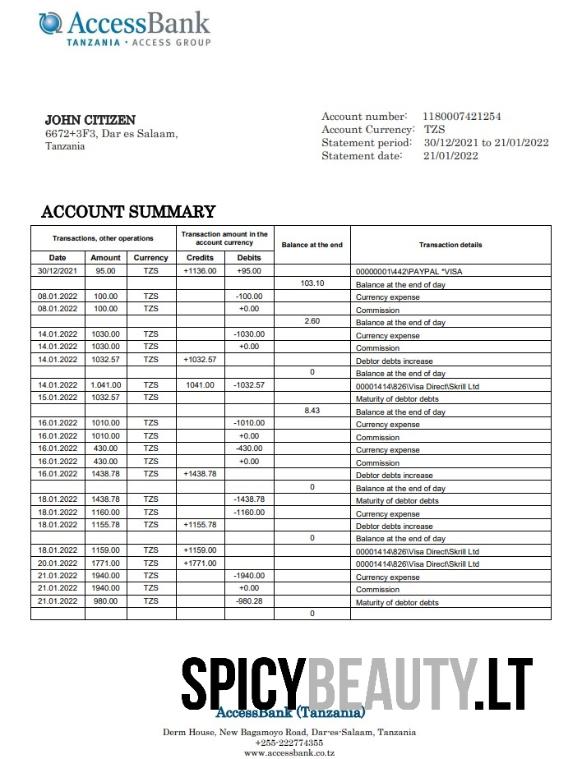 AccessBank
TANZANIA • ACCESS GROUP
JOHN CITIZEN
6672+3F3, Dar es Salaam,
Tanzania
Account number: 1180007421254
Account Currency: TZS
Statement period: 30/12/2021 to 21/01/2022
Statement date: 21/01/2022
ACCOUNT SUMMARY
Transactions, other operations Transaction amount in the account currency Balance at the end Transaction details
Date Amount Currency Credits Debits
30/12/2021 95.00 TZS +1136.00 +95.00 00000001\442\PAYPAL *VISA
103.10 Balance at the end of day
08.01.2022 100.00 TZS -100.00 Currency expense
08.01.2022 100.00 TZS +0.00 Commission
2.60 Balance at the end of day
14.01.2022 1030.00 TZS -1030.00 Currency expense
14.01.2022 1030.00 TZS +0.00 Commission
14.01.2022 1032.57 TZS +1032.57 Debtor debts increase
0 Balance at the end of day
14.01.2022 1.041.00 TZS 1041.00 -1032.57 00001414\826\Visa Direct\Skrill Ltd
15.01.2022 1032.57 TZS Maturity of debtor debts
8.43 Balance at the end of day
16.01.2022 1010.00 TZS -1010.00 Currency expense
16.01.2022 1010.00 TZS +0.00 Commission
16.01.2022 430.00 TZS -430.00 Currency expense
16.01.2022 430.00 TZS +0.00 Commission
16.01.2022 1438.78 TZS +1438.78 Debtor debts increase
0 Balance at the end of day
18.01.2022 1438.78 TZS -1438.78 Maturity of debtor debts
18.01.2022 1160.00 TZS -1160.00 Currency expense
18.01.2022 1155.78 TZS +1155.78 Debtor debts increase
0 Balance at the end of day
18.01.2022 1159.00 TZS +1159.00 00001414\826\Visa Direct\Skrill Ltd
20.01.2022 1771.00 TZS +1771.00 00001414\826\Visa Direct\Skrill Ltd
21.01.2022 1940.00 TZS -1940.00 Currency expense
21.01.2022 1940.00 TZS +0.00 Commission
21.01.2022 980.00 TZS -980.28 Maturity of debtor debts
0
SPICYBEAUTY.LT
AccessBank (Tanzania)
Derm House, New Bagamoyo Road, Dar-es-Salaam, Tanzania
+255-222774355
www.accessbank.co.tz